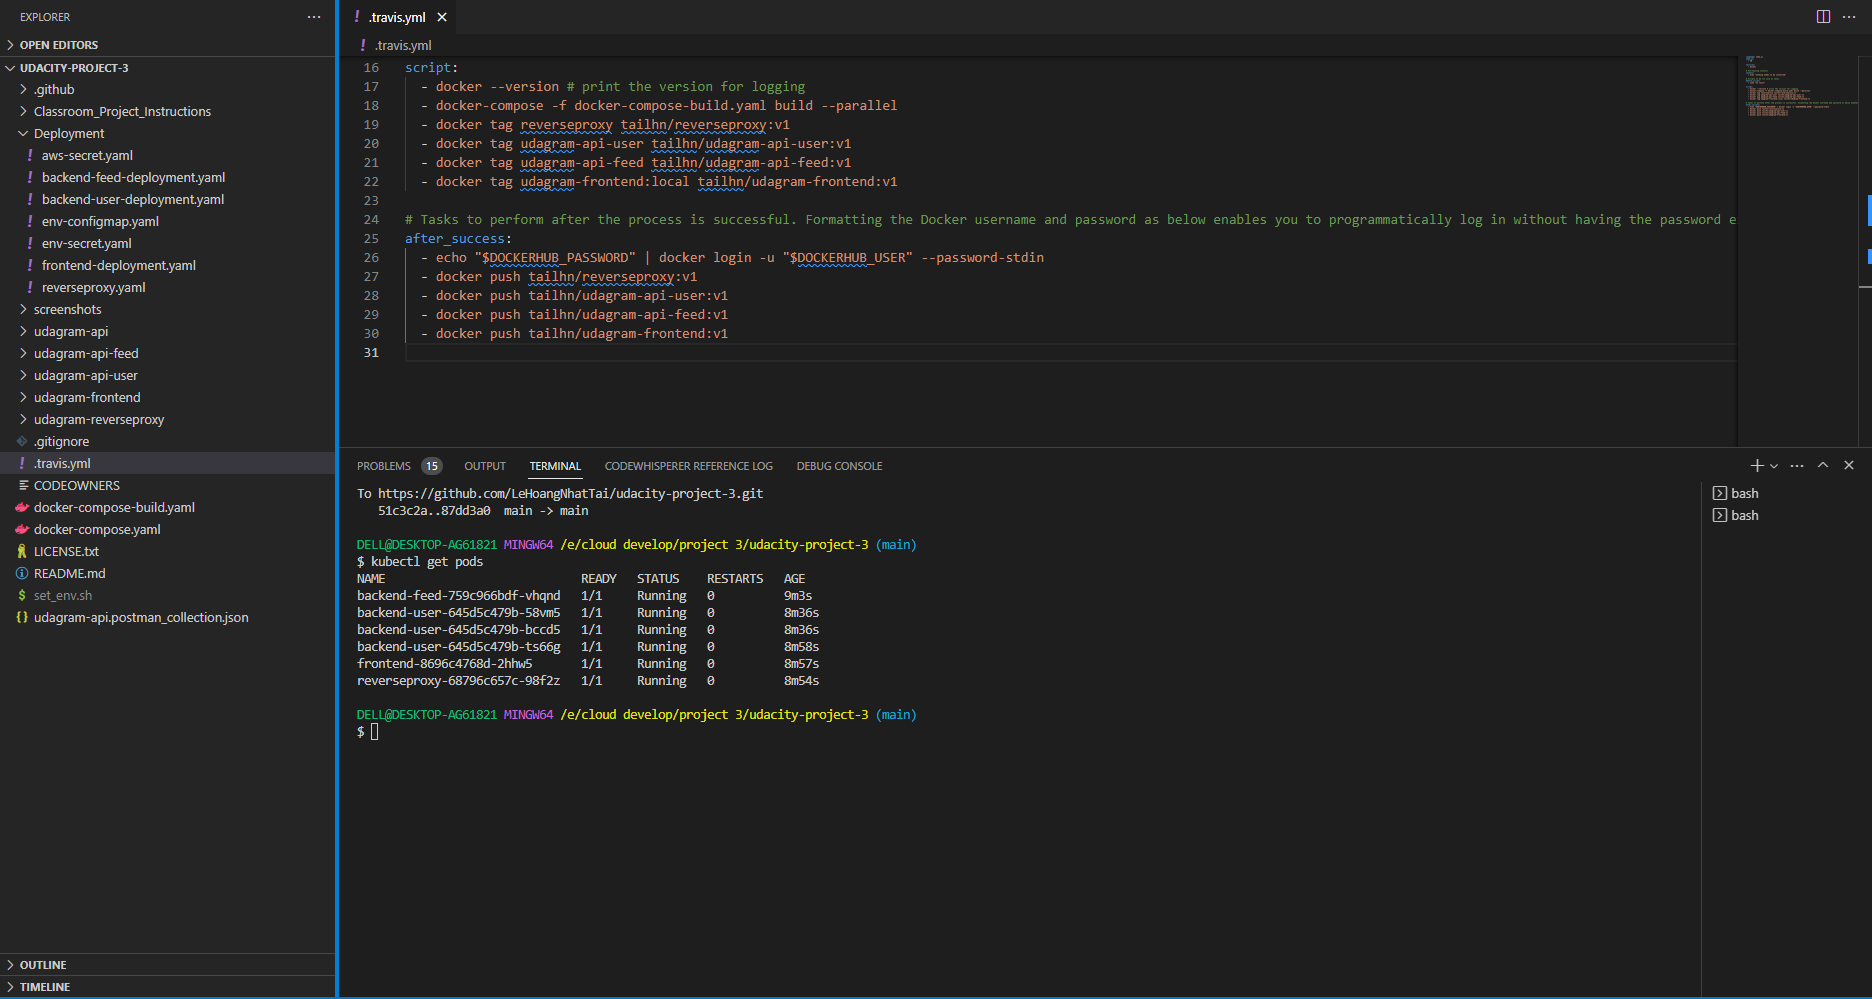 EXPLORER
OPEN EDITORS
UDACITY-PROJECT-3
.github
Classroom_Project_Instructions
Deployment
! aws-secret.yaml
! backend-feed-deployment.yaml
! backend-user-deployment.yaml
! env-configmap.yaml
! env-secret.yaml
! frontend-deployment.yaml
! reverseproxy.yaml
screenshots
udagram-api
udagram-api-feed
udagram-api-user
udagram-frontend
udagram-reverseproxy
.gitignore
! .travis.yml
CODEOWNERS
docker-compose-build.yaml
docker-compose.yaml
LICENSE.txt
README.md
$ set_env.sh
{} udagram-api.postman_collection.json
OUTLINE
TIMELINE
! .travis.yml
! .travis.yml
16 script:
17 - docker --version # print the version for logging
18 - docker-compose -f docker-compose-build.yaml build --parallel
19 - docker tag reverseproxy tailhn/reverseproxy:v1
20 - docker tag udagram-api-user tailhn/udagram-api-user:v1
21 - docker tag udagram-api-feed tailhn/udagram-api-feed:v1
22 - docker tag udagram-frontend:local tailhn/udagram-frontend:v1
23
24 # Tasks to perform after the process is successful. Formatting the Docker username and password as below enables you to programmatically log in without having the password e
25 after_success:
26 - echo "$DOCKERHUB_PASSWORD" | docker login -u "$DOCKERHUB_USER" --password-stdin
27 - docker push tailhn/reverseproxy:v1
28 - docker push tailhn/udagram-api-user:v1
29 - docker push tailhn/udagram-api-feed:v1
30 - docker push tailhn/udagram-frontend:v1
31
PROBLEMS 15 OUTPUT TERMINAL CODEWHISPERER REFERENCE LOG DEBUG CONSOLE
To https://github.com/LeHoangNhatTai/udacity-project-3.git
51c3c2a..87dd3a0 main -> main
DELL@DESKTOP-AG61821 MINGW64 /e/cloud develop/project 3/udacity-project-3 (main)
$ kubectl get pods
NAME READY STATUS RESTARTS AGE
backend-feed-759c966bdf-vhqnd 1/1 Running 0 9m3s
backend-user-645d5c479b-58vm5 1/1 Running 0 8m36s
backend-user-645d5c479b-bccd5 1/1 Running 0 8m36s
backend-user-645d5c479b-ts66g 1/1 Running 0 8m58s
frontend-8696c4768d-2hhw5 1/1 Running 0 8m57s
reverseproxy-68796c657c-98f2z 1/1 Running 0 8m54s
DELL@DESKTOP-AG61821 MINGW64 /e/cloud develop/project 3/udacity-project-3 (main)
$
bash
bash